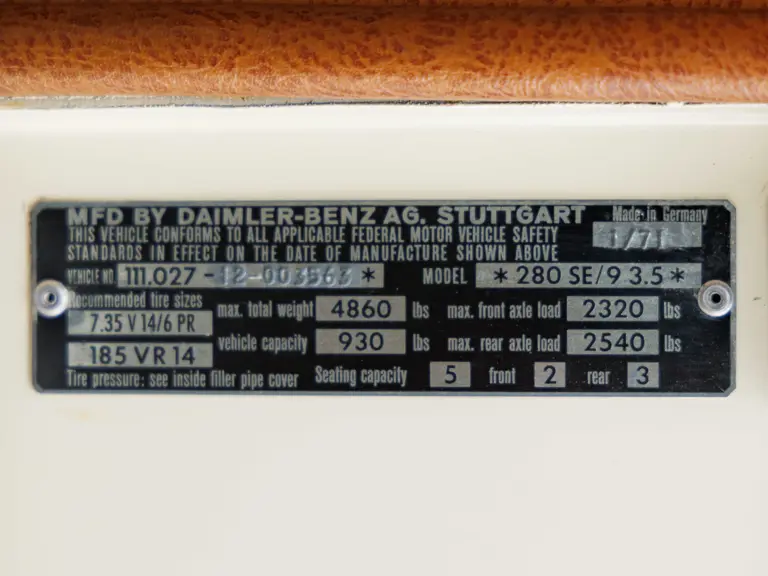 MFD BY DAIMLER-BENZ AG. STUTTGART Made in Germany
THIS VEHICLE CONFORMS TO ALL APPLICABLE FEDERAL MOTOR VEHICLE SAFETY 1/71
STANDARDS IN EFFECT ON THE DATE OF MANUFACTURE SHOWN ABOVE
VEHICLE NO 111.027-12-003563 * MODEL * 280 SE/9 3.5 *
Recommended tire sizes max. total weight 4860 lbs max. front axle load 2320 lbs
7.35 V 14/6 PR
vehicle capacity 930 lbs max. rear axle load 2540 lbs
185 VR 14
Tire pressure: see inside filler pipe cover Seating capacity 5 front 2 rear 3